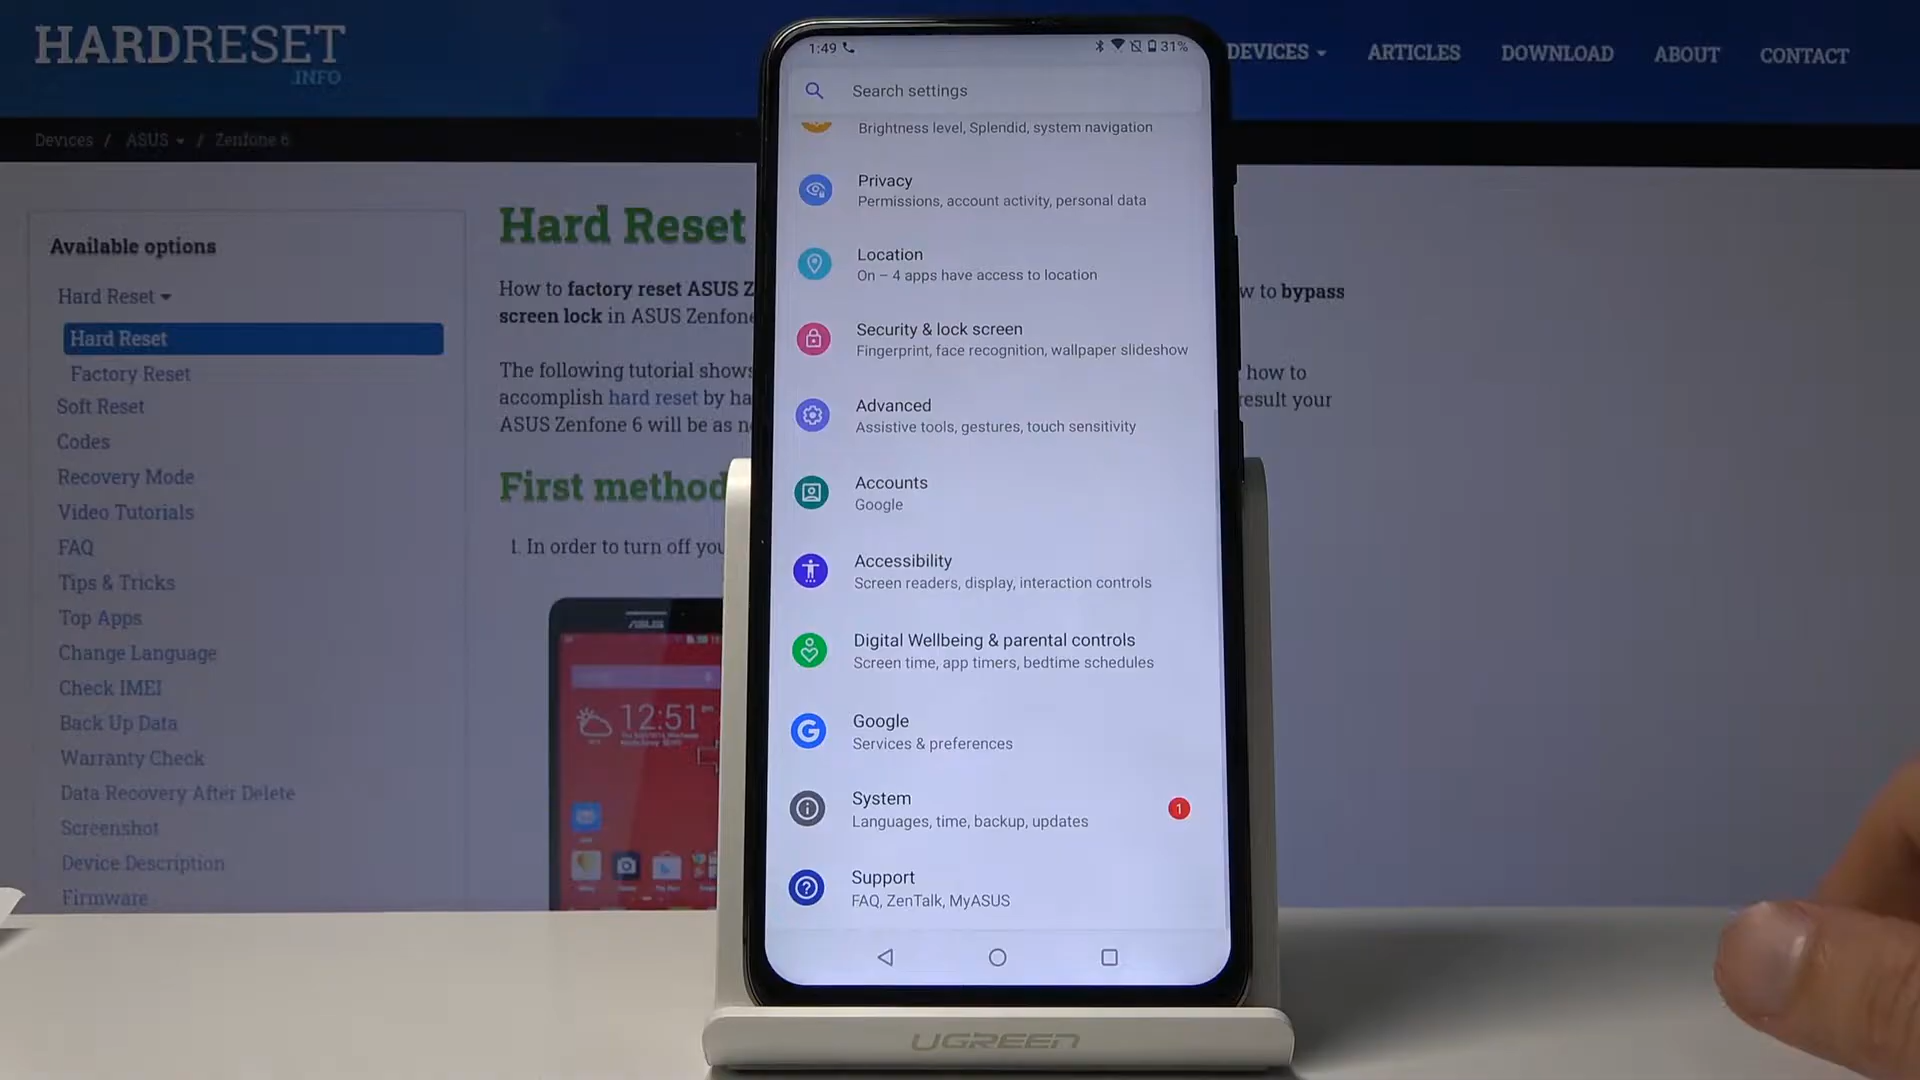 HARDRESET
.INFO
DEVICES
ARTICLES
DOWNLOAD
ABOUT
CONTACT
Devices / ASUS / Zenfone 6
Available options
Hard Reset
Hard Reset
Factory Reset
Soft Reset
Codes
Recovery Mode
Video Tutorials
FAQ
Tips & Tricks
Top Apps
Change Language
Check IMEI
Back Up Data
Warranty Check
Data Recovery After Delete
Screenshot
Device Description
Firmware
Hard Reset
How to factory reset ASUS Z
w to bypass
screen lock in ASUS Zenfone
The following tutorial shows
how to
accomplish hard reset by ha
result your
ASUS Zenfone 6 will be as n
First method
1. In order to turn off you
ASUS
12:51
1:49
31%
Search settings
Brightness level, Splendid, system navigation
Privacy
Permissions, account activity, personal data
Location
On – 4 apps have access to location
Security & lock screen
Fingerprint, face recognition, wallpaper slideshow
Advanced
Assistive tools, gestures, touch sensitivity
Accounts
Google
Accessibility
Screen readers, display, interaction controls
Digital Wellbeing & parental controls
Screen time, app timers, bedtime schedules
G
Google
Services & preferences
System
Languages, time, backup, updates
1
Support
FAQ, ZenTalk, MyASUS
UGREEN